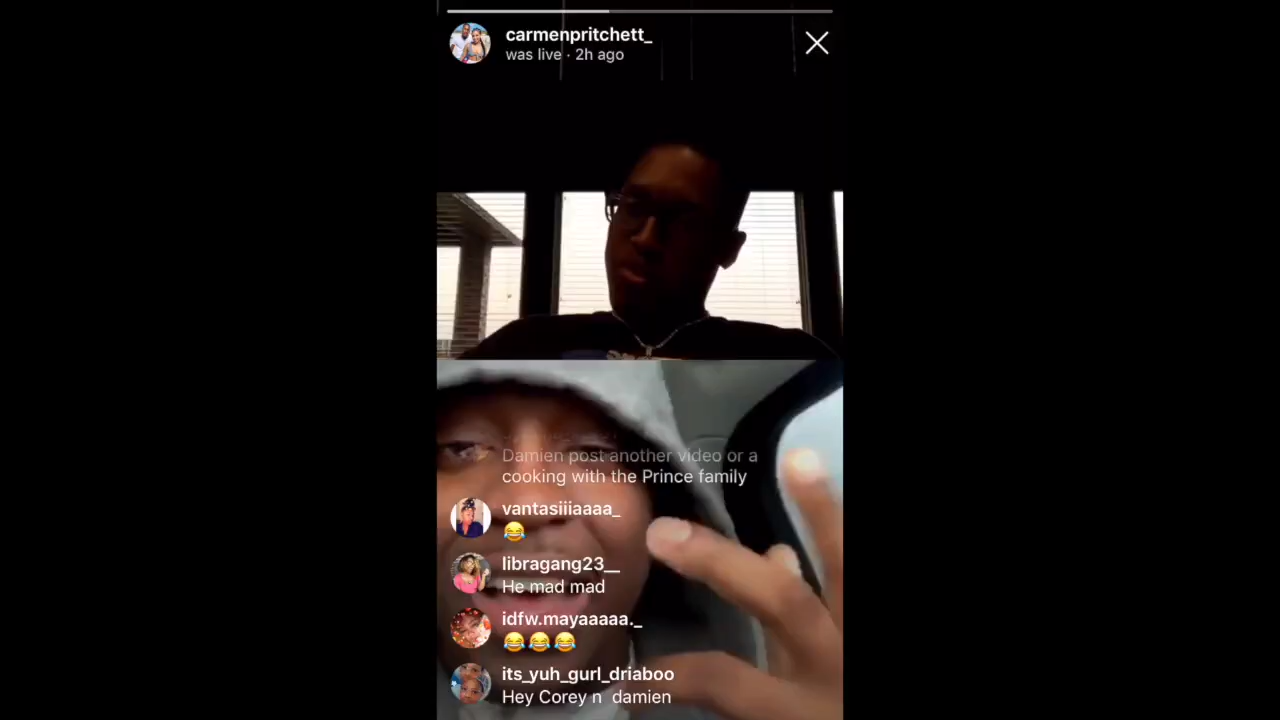 carmenpritchett_
was live · 2h ago
Damien post another video or a
cooking with the Prince family
vantasiiiaaaa_
😂
libragang23__
He mad mad
idfw.mayaaaaa._
😂😂😂
its_yuh_gurl_driaboo
Hey Corey n damien